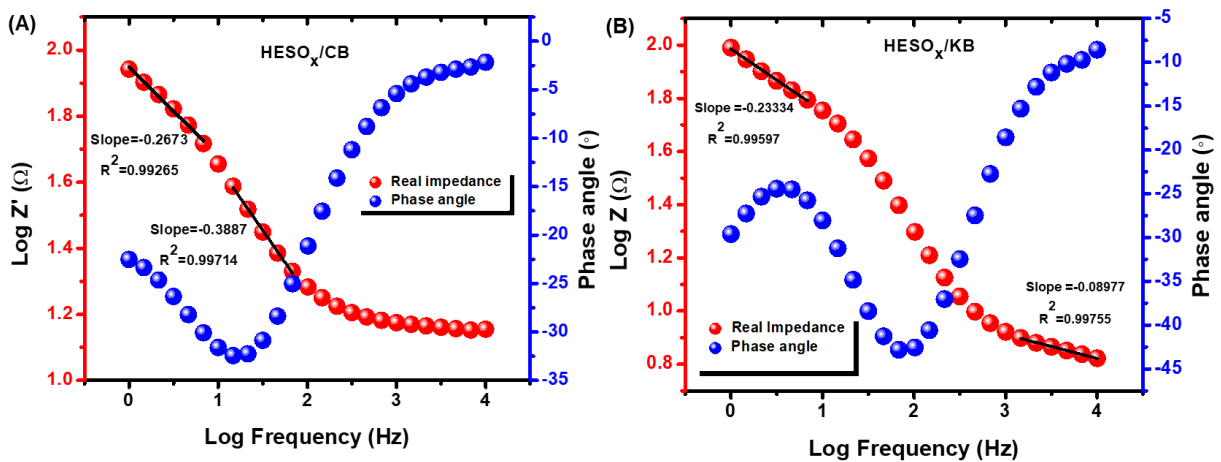 (A)
HESOx/CB
2.0
1.8
1.6
1.4
1.2
1.0
Log Z' (Ω)
Slope=-0.2673
R2=0.99265
Slope=-0.3887
R2=0.99714
Real impedance
Phase angle
0
-5
-10
-15
-20
-25
-30
-35
Phase angle (°)
0 1 2 3 4
Log Frequency (Hz)
(B)
HESOx/KB
2.0
1.8
1.6
1.4
1.2
1.0
0.8
Log Z (Ω)
Slope=-0.23334
R2=0.99597
Slope =-0.08977
R2=0.99755
Real Impedance
Phase angle
-5
-10
-15
-20
-25
-30
-35
-40
-45
Phase angle (°)
0 1 2 3 4
Log Frequency (Hz)